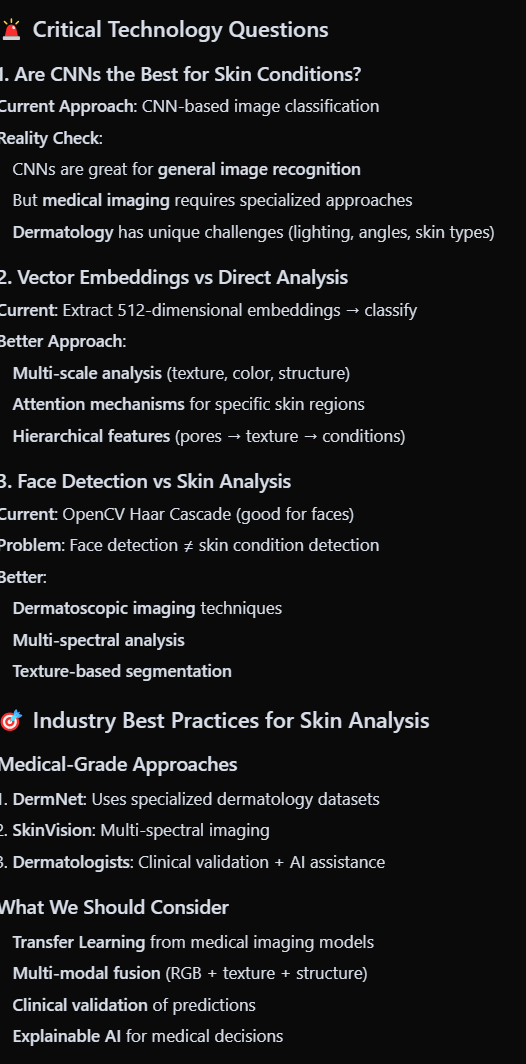 🚨 Critical Technology Questions
1. Are CNNs the Best for Skin Conditions?
Current Approach: CNN-based image classification
Reality Check:
CNNs are great for general image recognition
But medical imaging requires specialized approaches
Dermatology has unique challenges (lighting, angles, skin types)
2. Vector Embeddings vs Direct Analysis
Current: Extract 512-dimensional embeddings → classify
Better Approach:
Multi-scale analysis (texture, color, structure)
Attention mechanisms for specific skin regions
Hierarchical features (pores → texture → conditions)
3. Face Detection vs Skin Analysis
Current: OpenCV Haar Cascade (good for faces)
Problem: Face detection ≠ skin condition detection
Better:
Dermatoscopic imaging techniques
Multi-spectral analysis
Texture-based segmentation
🎯 Industry Best Practices for Skin Analysis
Medical-Grade Approaches
1. DermNet: Uses specialized dermatology datasets
2. SkinVision: Multi-spectral imaging
3. Dermatologists: Clinical validation + AI assistance
What We Should Consider
Transfer Learning from medical imaging models
Multi-modal fusion (RGB + texture + structure)
Clinical validation of predictions
Explainable AI for medical decisions